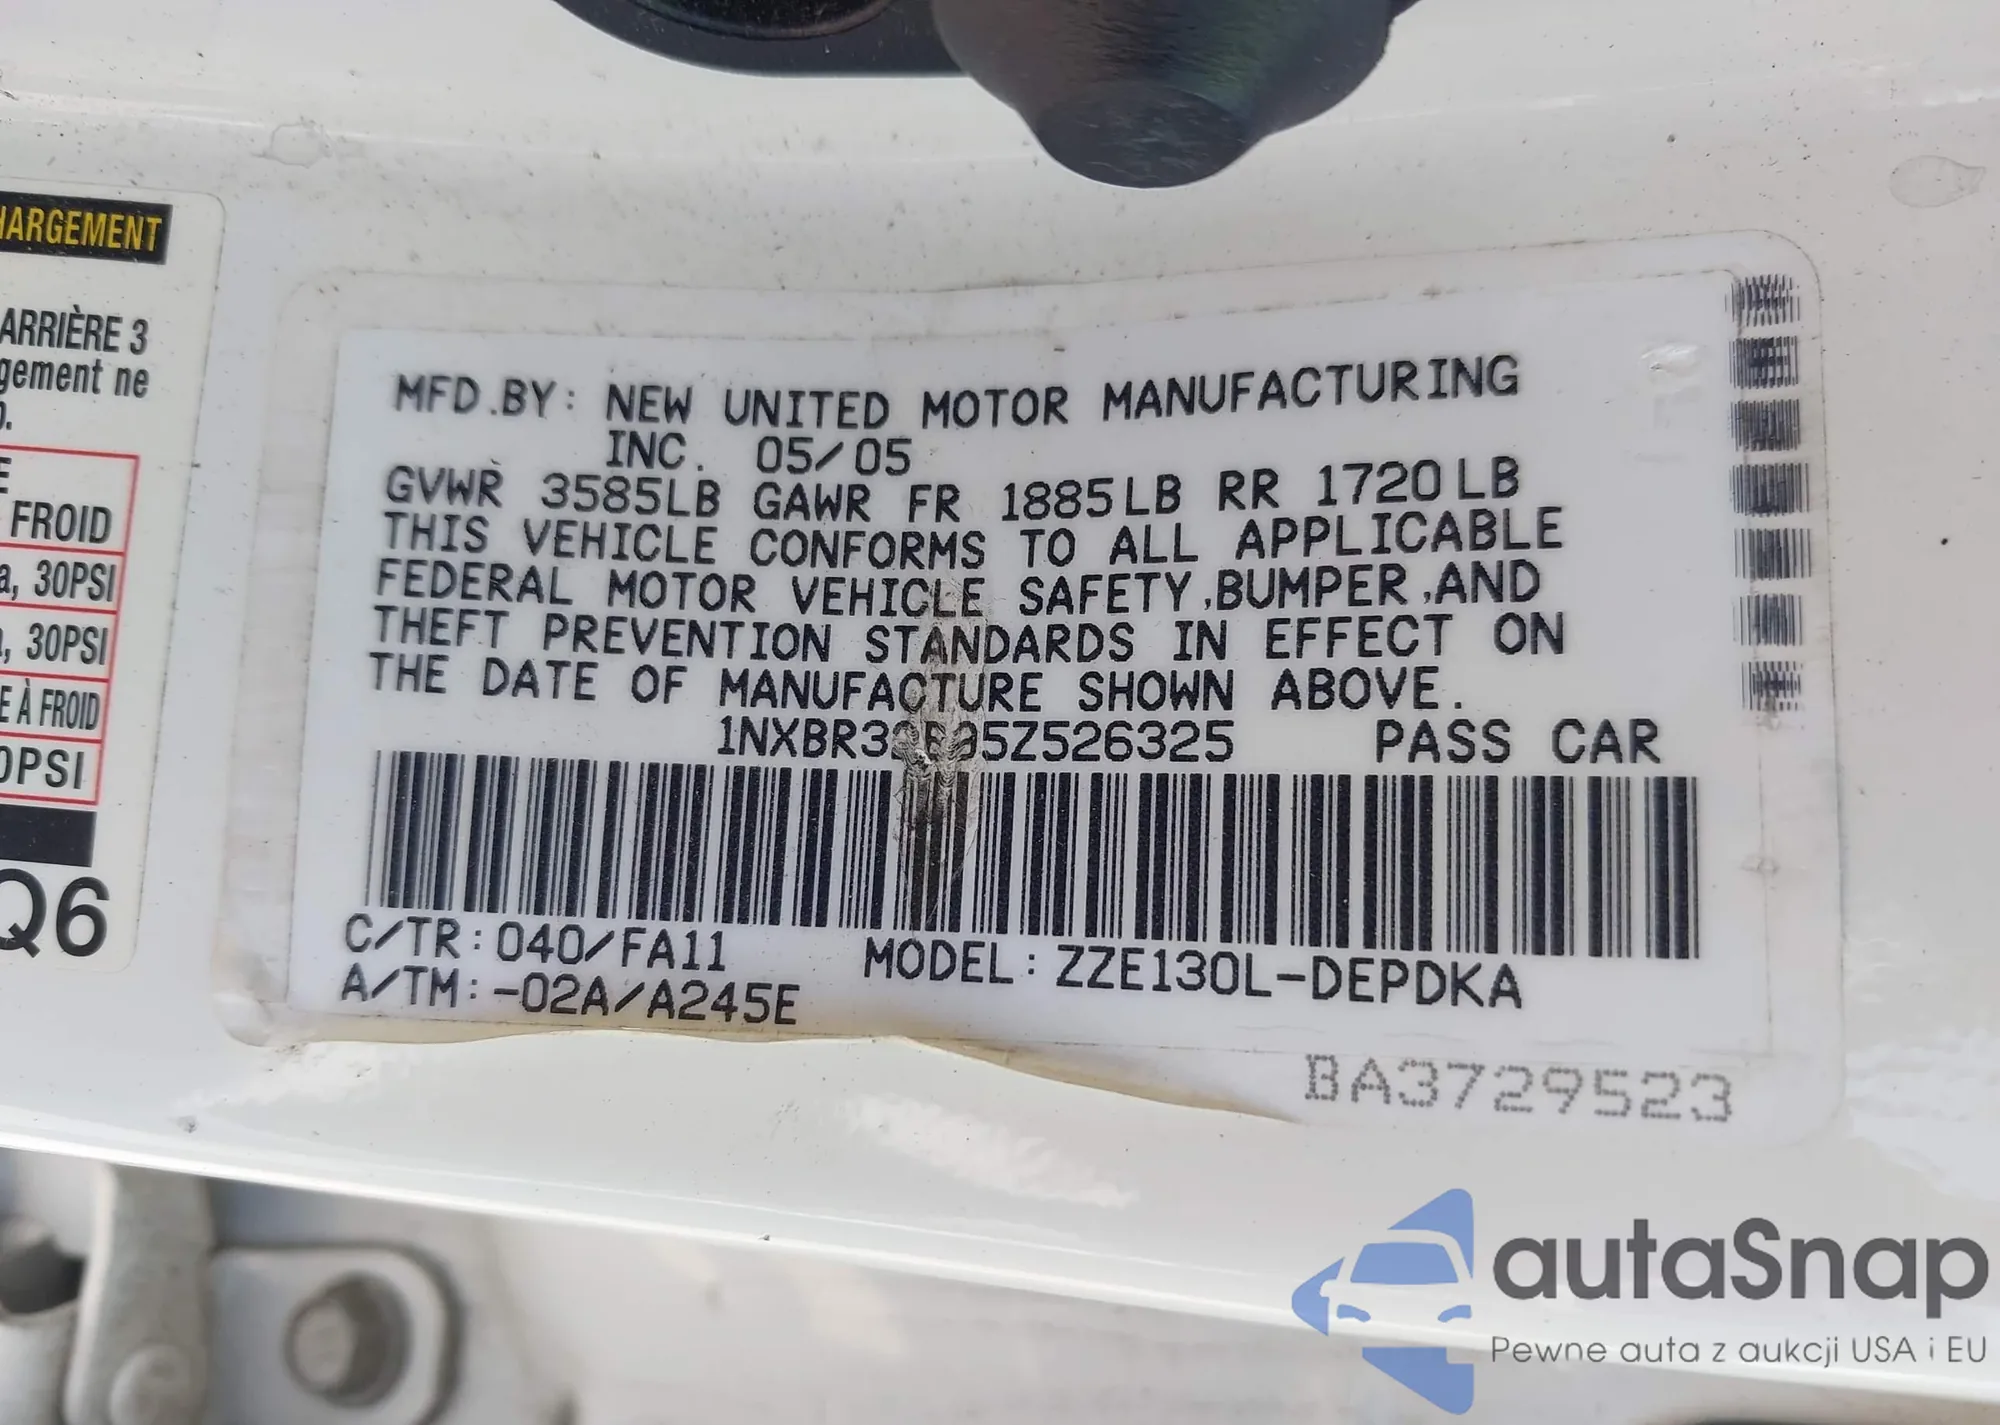 HARGEMENT
ARRIÈRE 3
gement ne
FROID
30PSI
30PSI
E À FROID
0PSI
Q6
MFD.BY: NEW UNITED MOTOR MANUFACTURING
INC. 05/05
GVWR 3585LB GAWR FR 1885LB RR 1720LB
THIS VEHICLE CONFORMS TO ALL APPLICABLE
FEDERAL MOTOR VEHICLE SAFETY,BUMPER,AND
THEFT PREVENTION STANDARDS IN EFFECT ON
THE DATE OF MANUFACTURE SHOWN ABOVE.
PASS CAR
C/TR: 040/FA11 MODEL: ZZE130L-DEPDKA
A/TM: -02A/A245E
BA3729523
autaSnap
Pewne auta z aukcji USA i EU